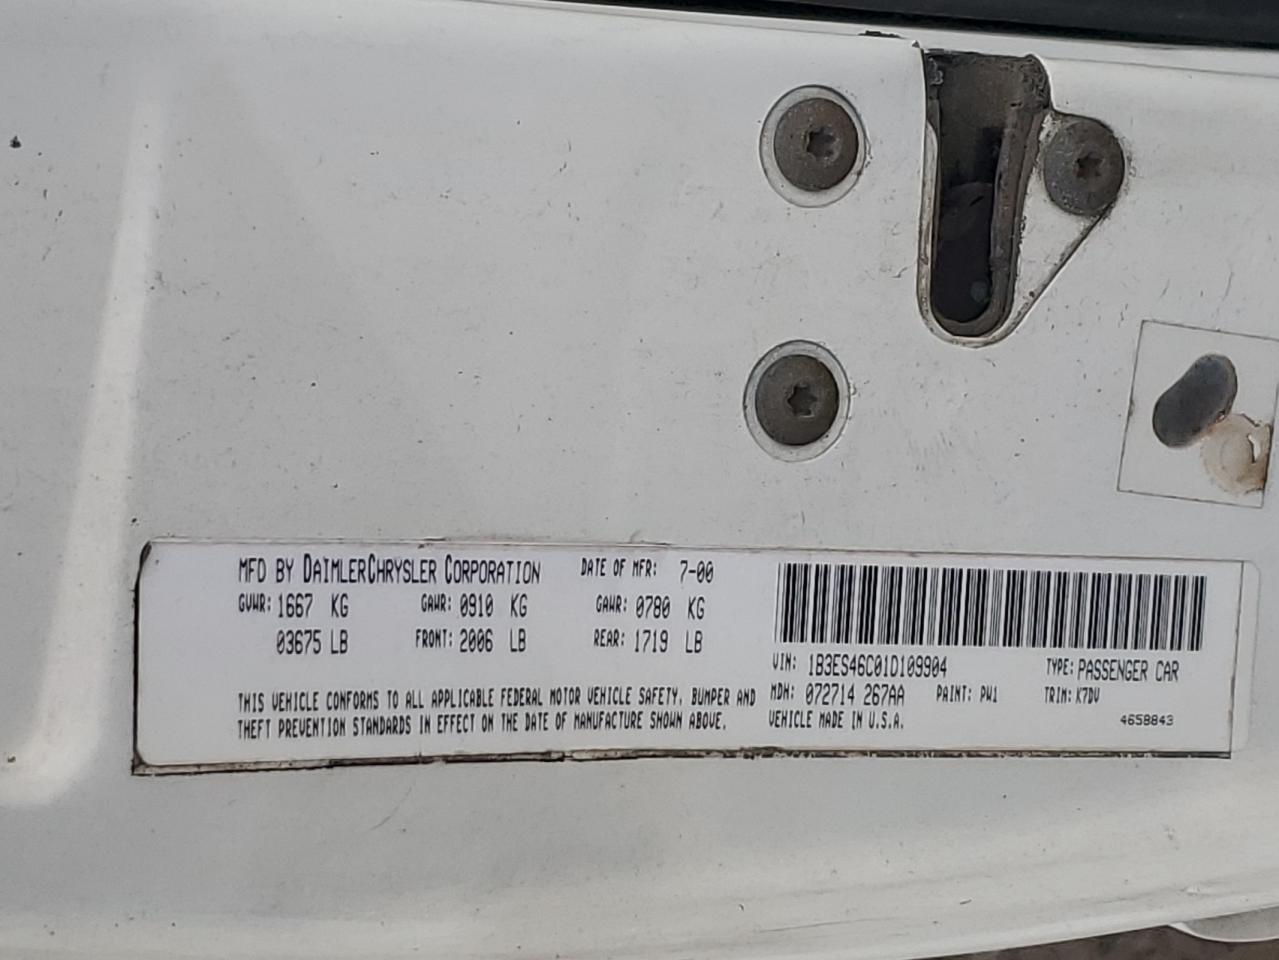 MFD BY DAIMLERCHRYSLER CORPORATION DATE OF MFR: 7-00
GVWR: 1667 KG GAWR: 0910 KG GAWR: 0780 KG
03675 LB FRONT: 2006 LB REAR: 1719 LB
VIN: 1B3ES46C01D109904 TYPE: PASSENGER CAR
MDH: 072714 267AA PAINT: PW1 TRIM: K7DV
THIS VEHICLE CONFORMS TO ALL APPLICABLE FEDERAL MOTOR VEHICLE SAFETY, BUMPER AND
THEFT PREVENTION STANDARDS IN EFFECT ON THE DATE OF MANUFACTURE SHOWN ABOVE.
VEHICLE MADE IN U.S.A. 4658843